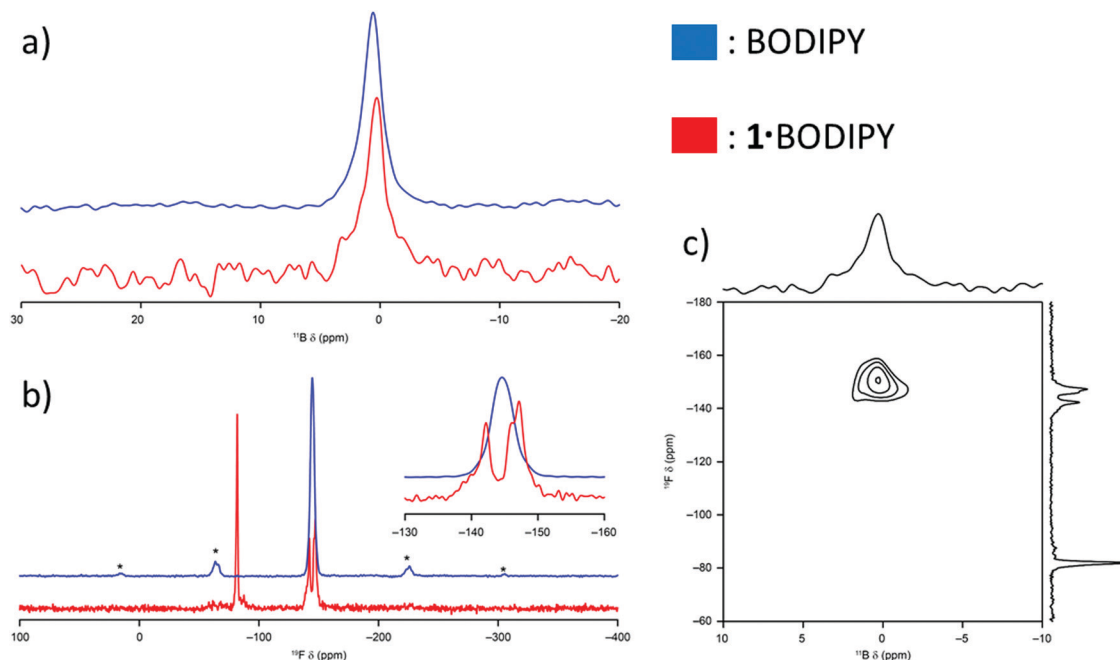 a)
: BODIPY
: 1•BODIPY
30 20 10 0 −10 −20
¹¹B δ (ppm)
b)
* * * *
−130 −140 −150 −160
100 0 −100 −200 −300 −400
¹⁹F δ (ppm)
c)
−180
−160
−140
−120
−100
−80
−60
¹⁹F δ (ppm)
10 5 0 −5 −10
¹¹B δ (ppm)